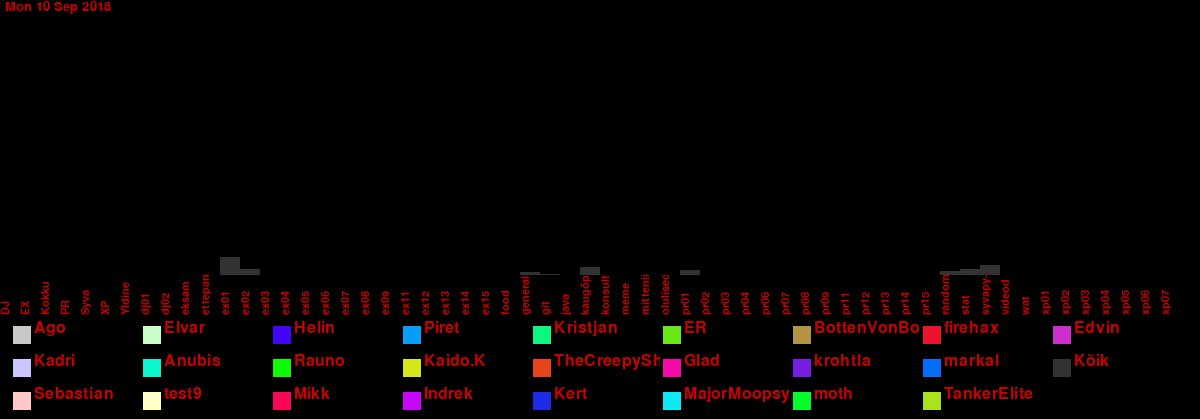 Mon 10 Sep 2018
DJ
EX
Kokku
PR
Syva
XP
Yldine
dj01
dj02
eksam
ettepan
ex01
ex02
ex03
ex04
ex05
ex06
ex07
ex08
ex09
ex11
ex12
ex13
ex14
ex15
food
general
git
java
kaugõp
konsult
meme
mittenii
olulised
pr01
pr02
pr03
pr04
pr06
pr07
pr08
pr09
pr11
pr12
pr13
pr14
pr15
random
stat
syvapy-
videod
wat
xp01
xp02
xp03
xp04
xp05
xp06
xp07
Ago Elvar Helin Piret Kristjan ER BottenVonBo firehax Edvin
Kadri Anubis Rauno Kaido.K TheCreepySh Glad krohtla markal Kõik
Sebastian test9 Mikk Indrek Kert MajorMoopsy moth TankerElite